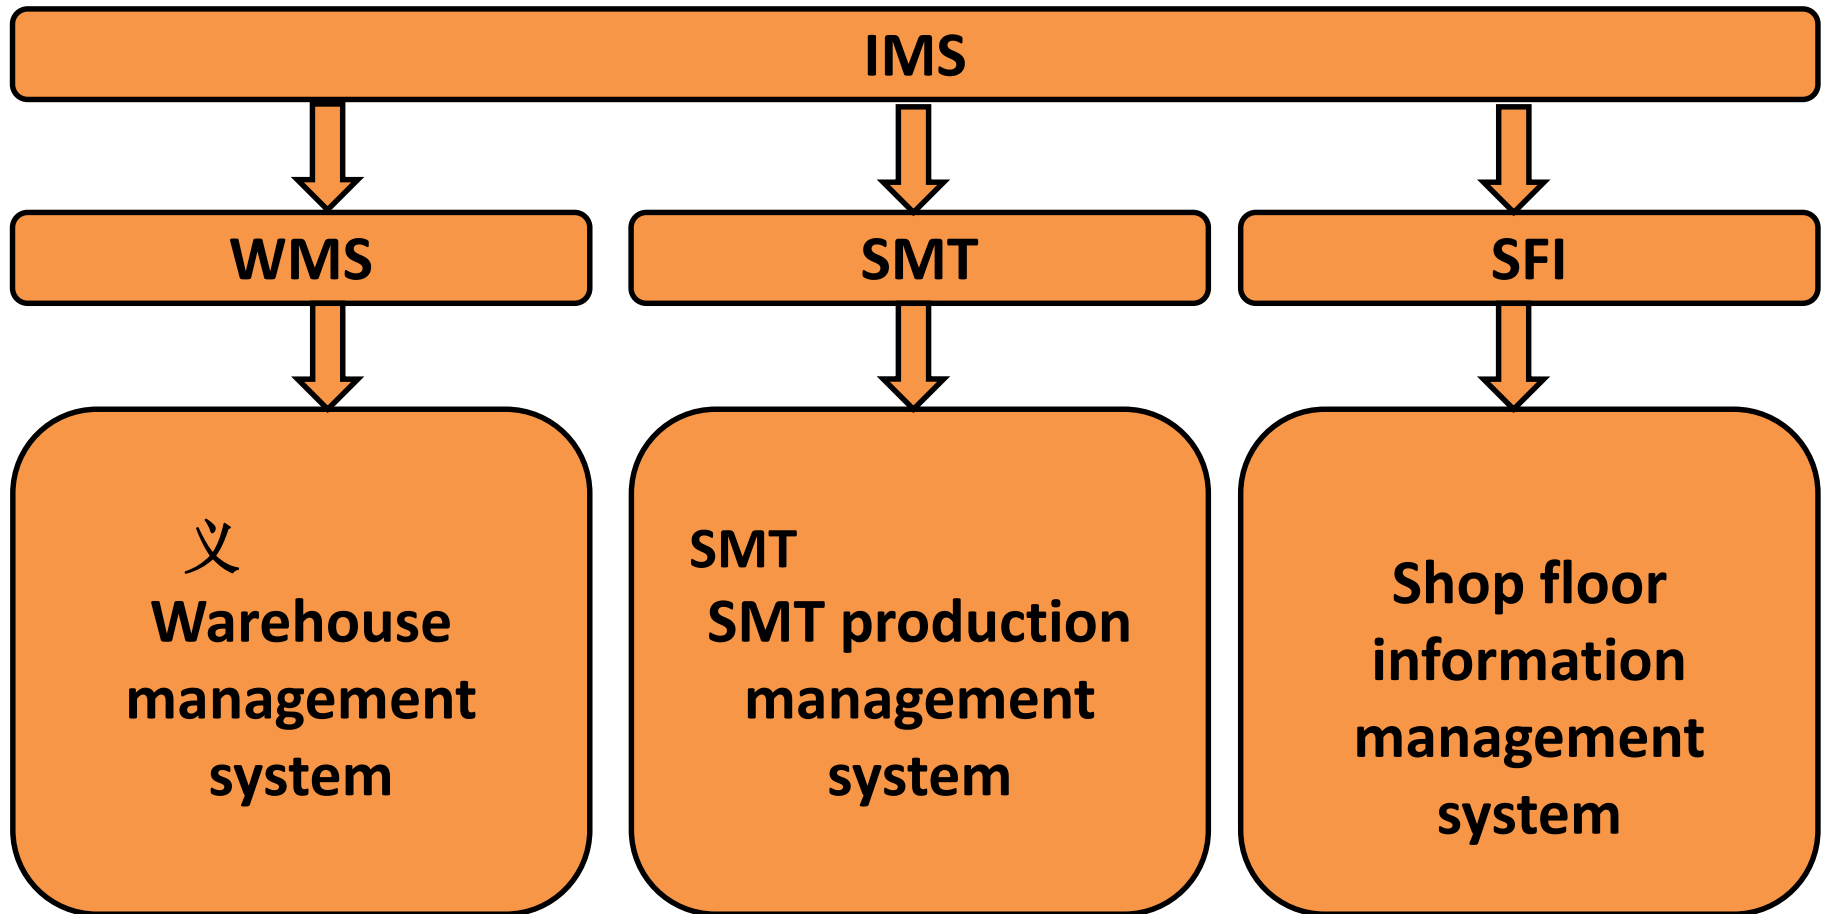 IMS
WMS
SMT
SFI
义
Warehouse
management
system
SMT
SMT production
management
system
Shop floor
information
management
system